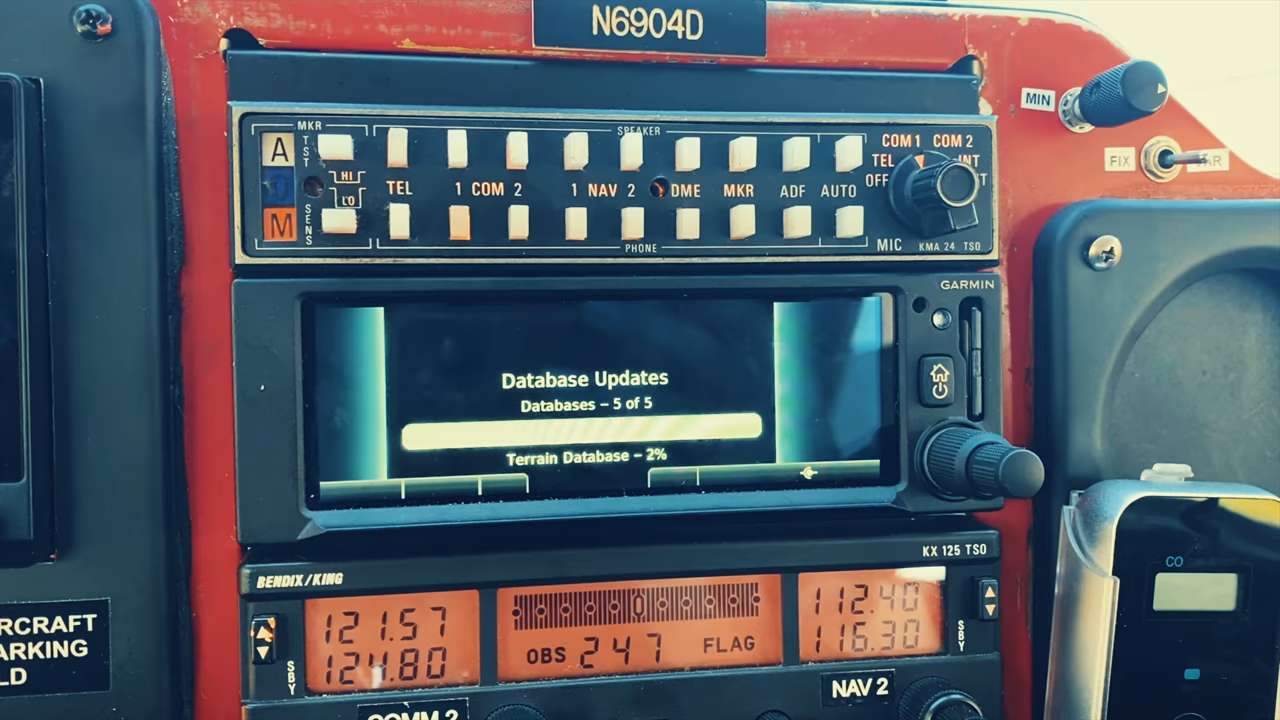 N6904D
MIN
FIX
MKR
SPEAKER
A
M
TST
HI
LO
SENS
TEL
1 COM 2
1 NAV 2
DME
MKR
ADF
AUTO
PHONE
COM 1 COM 2
TEL
OFF
MIC
KMA 24 TSO
GARMIN
Database Updates
Databases – 5 of 5
Terrain Database – 2%
BENDIX/KING
KX 125 TSO
121.57
SBY
OBS 247 FLAG
112.40
116.30
SBY
COMM 2
NAV 2
RCRAFT
ARKING
LD
CO